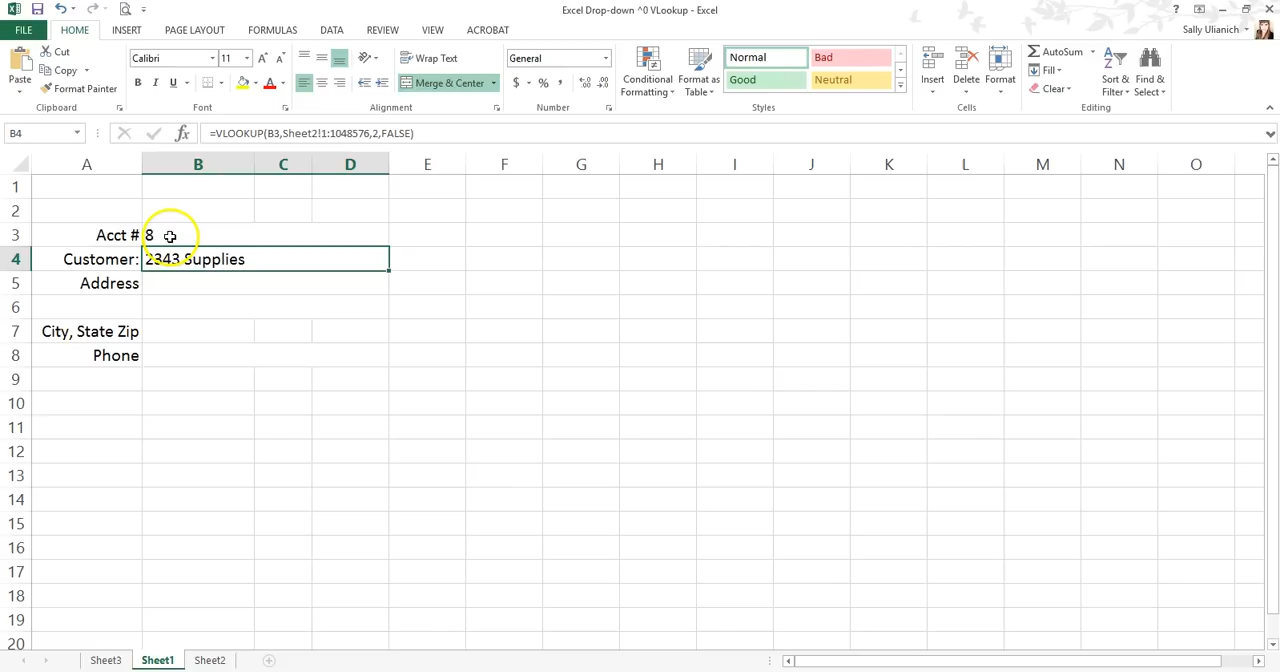 Excel Drop-down ^0 VLookup - Excel
?
FILE HOME INSERT PAGE LAYOUT FORMULAS DATA REVIEW VIEW ACROBAT Sally Ulianich
Paste
Cut
Copy
Format Painter
Clipboard
Calibri 11 A A
B I U A
Font
Wrap Text
Merge & Center
Alignment
General
$ % , .00 .0
Number
Conditional Formatting
Format as Table
Normal Bad
Good Neutral
Styles
Insert Delete Format
Cells
AutoSum
Fill
Clear
Sort & Filter
Find & Select
Editing
B4 fx =VLOOKUP(B3,Sheet2!1:1048576,2,FALSE)
A B C D E F G H I J K L M N O
1
2
3 Acct # 8
4 Customer: 2343 Supplies
5 Address
6
7 City, State Zip
8 Phone
9
10
11
12
13
14
15
16
17
18
19
20
Sheet3 Sheet1 Sheet2